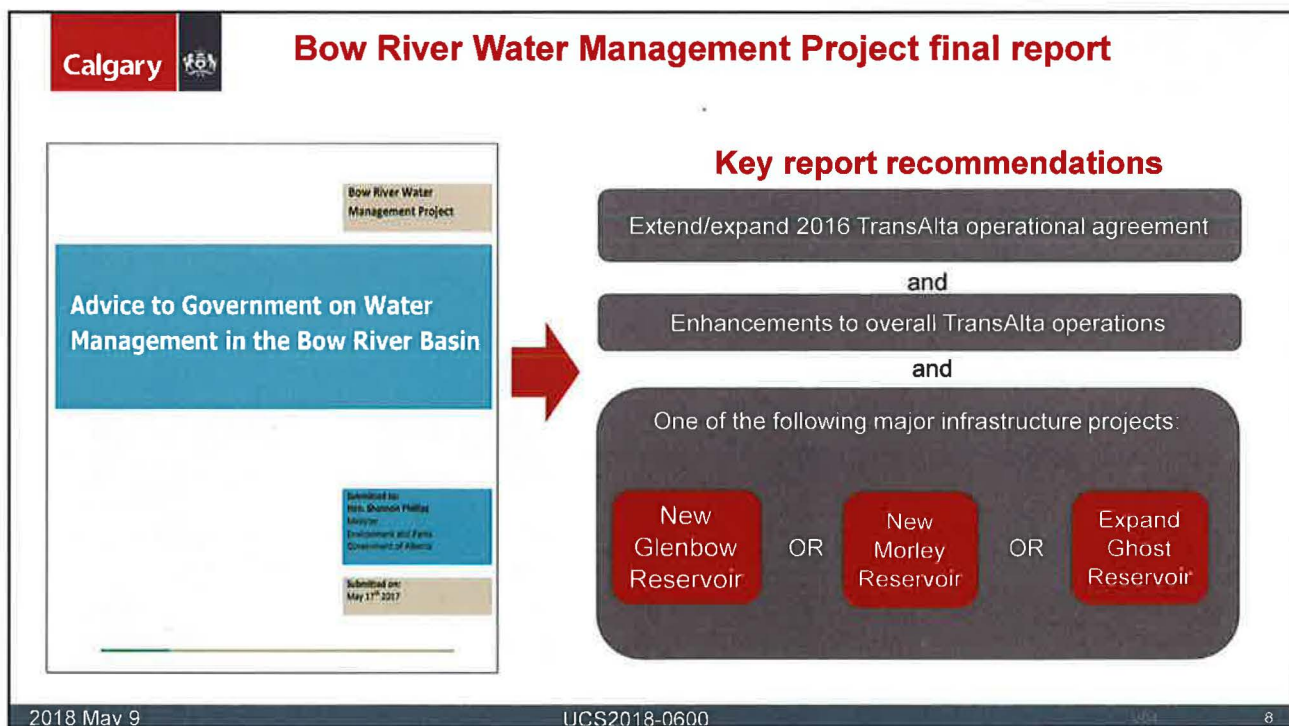 Calgary
Bow River Water Management Project final report
Bow River Water
Management Project
Advice to Government on Water
Management in the Bow River Basin
Submitted to:
Hon. Shannon Phillips
Minister
Environment and Parks
Government of Alberta
Submitted on:
May 17th 2017
Key report recommendations
Extend/expand 2016 TransAlta operational agreement
and
Enhancements to overall TransAlta operations
and
One of the following major infrastructure projects:
New
Glenbow
Reservoir
OR
New
Morley
Reservoir
OR
Expand
Ghost
Reservoir
2018 May 9
UCS2018-0600
8